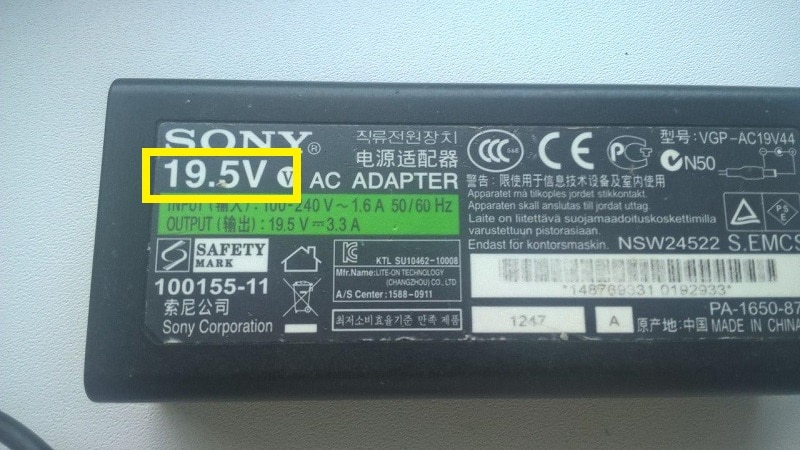 SONY®
직류전원장치
19.5V V
电源适配器
AC ADAPTER
INPUT (输入): 100-240 V~ 1.6 A 50/60 Hz
OUTPUT (输出): 19.5 V⎓3.3 A
S SAFETY
MARK
100155-11
索尼公司
Sony Corporation
KTL SU10462-10008
Mfr.Name: LITE-ON TECHNOLOGY
(CHANGZHOU) CO., LTD
A/S Center: 1588-0911
최저소비효율기준 만족 제품
CCC
S&E
CE
N50
型号: VGP-AC19V44
警告: 限使用于信息技术设备及室内使用
Apparatet må tilkoples jordet stikkontakt.
Apparaten skall anslutas till jordat uttag.
Laite on liitettävä suojamaadoituskoskettimilla
varustettuun pistorasiaan.
Endast för kontorsmaskin.
NSW24522 S.EMCS
PS
E
*148769331 0192933*
PA-1650-87
1247
A
原产地: 中国 MADE IN CHINA